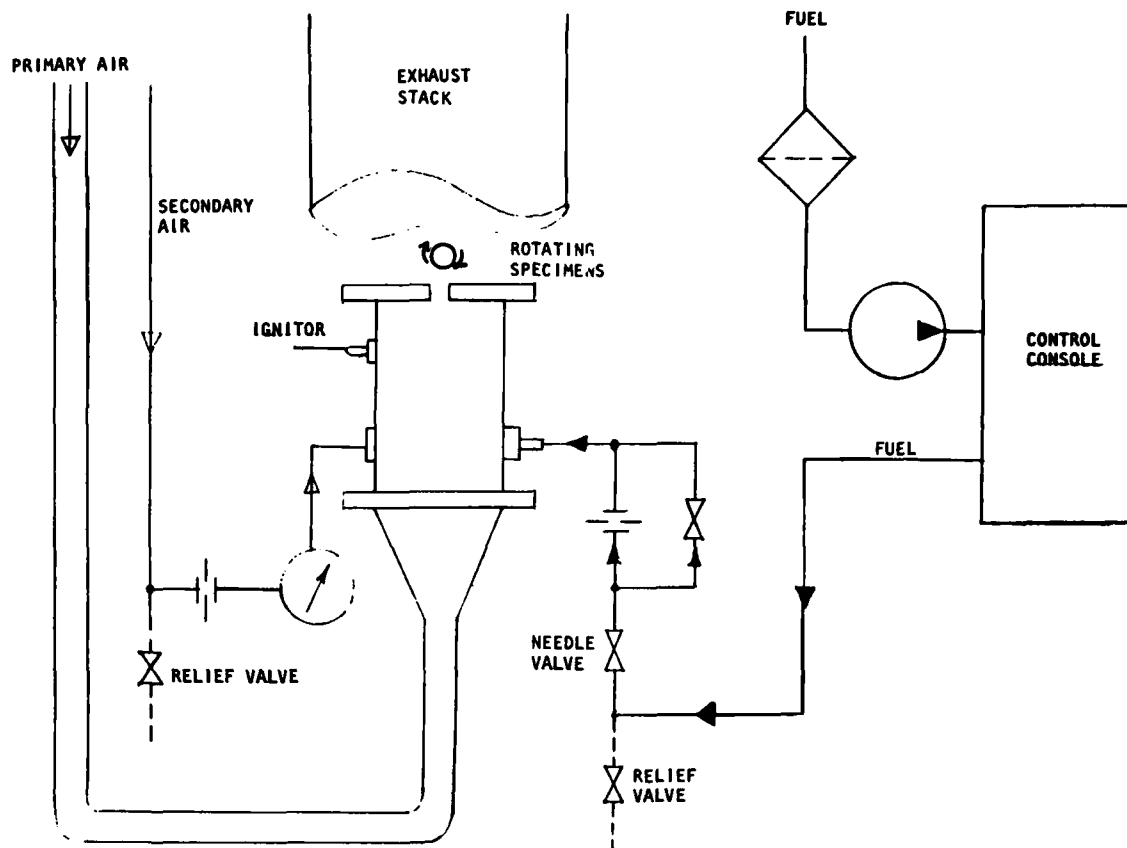 FUEL
PRIMARY AIR
EXHAUST
STACK
SECONDARY
AIR
ROTATING
SPECIMENS
IGNITOR
CONTROL
CONSOLE
FUEL
NEEDLE
VALVE
RELIEF VALVE
RELIEF
VALVE